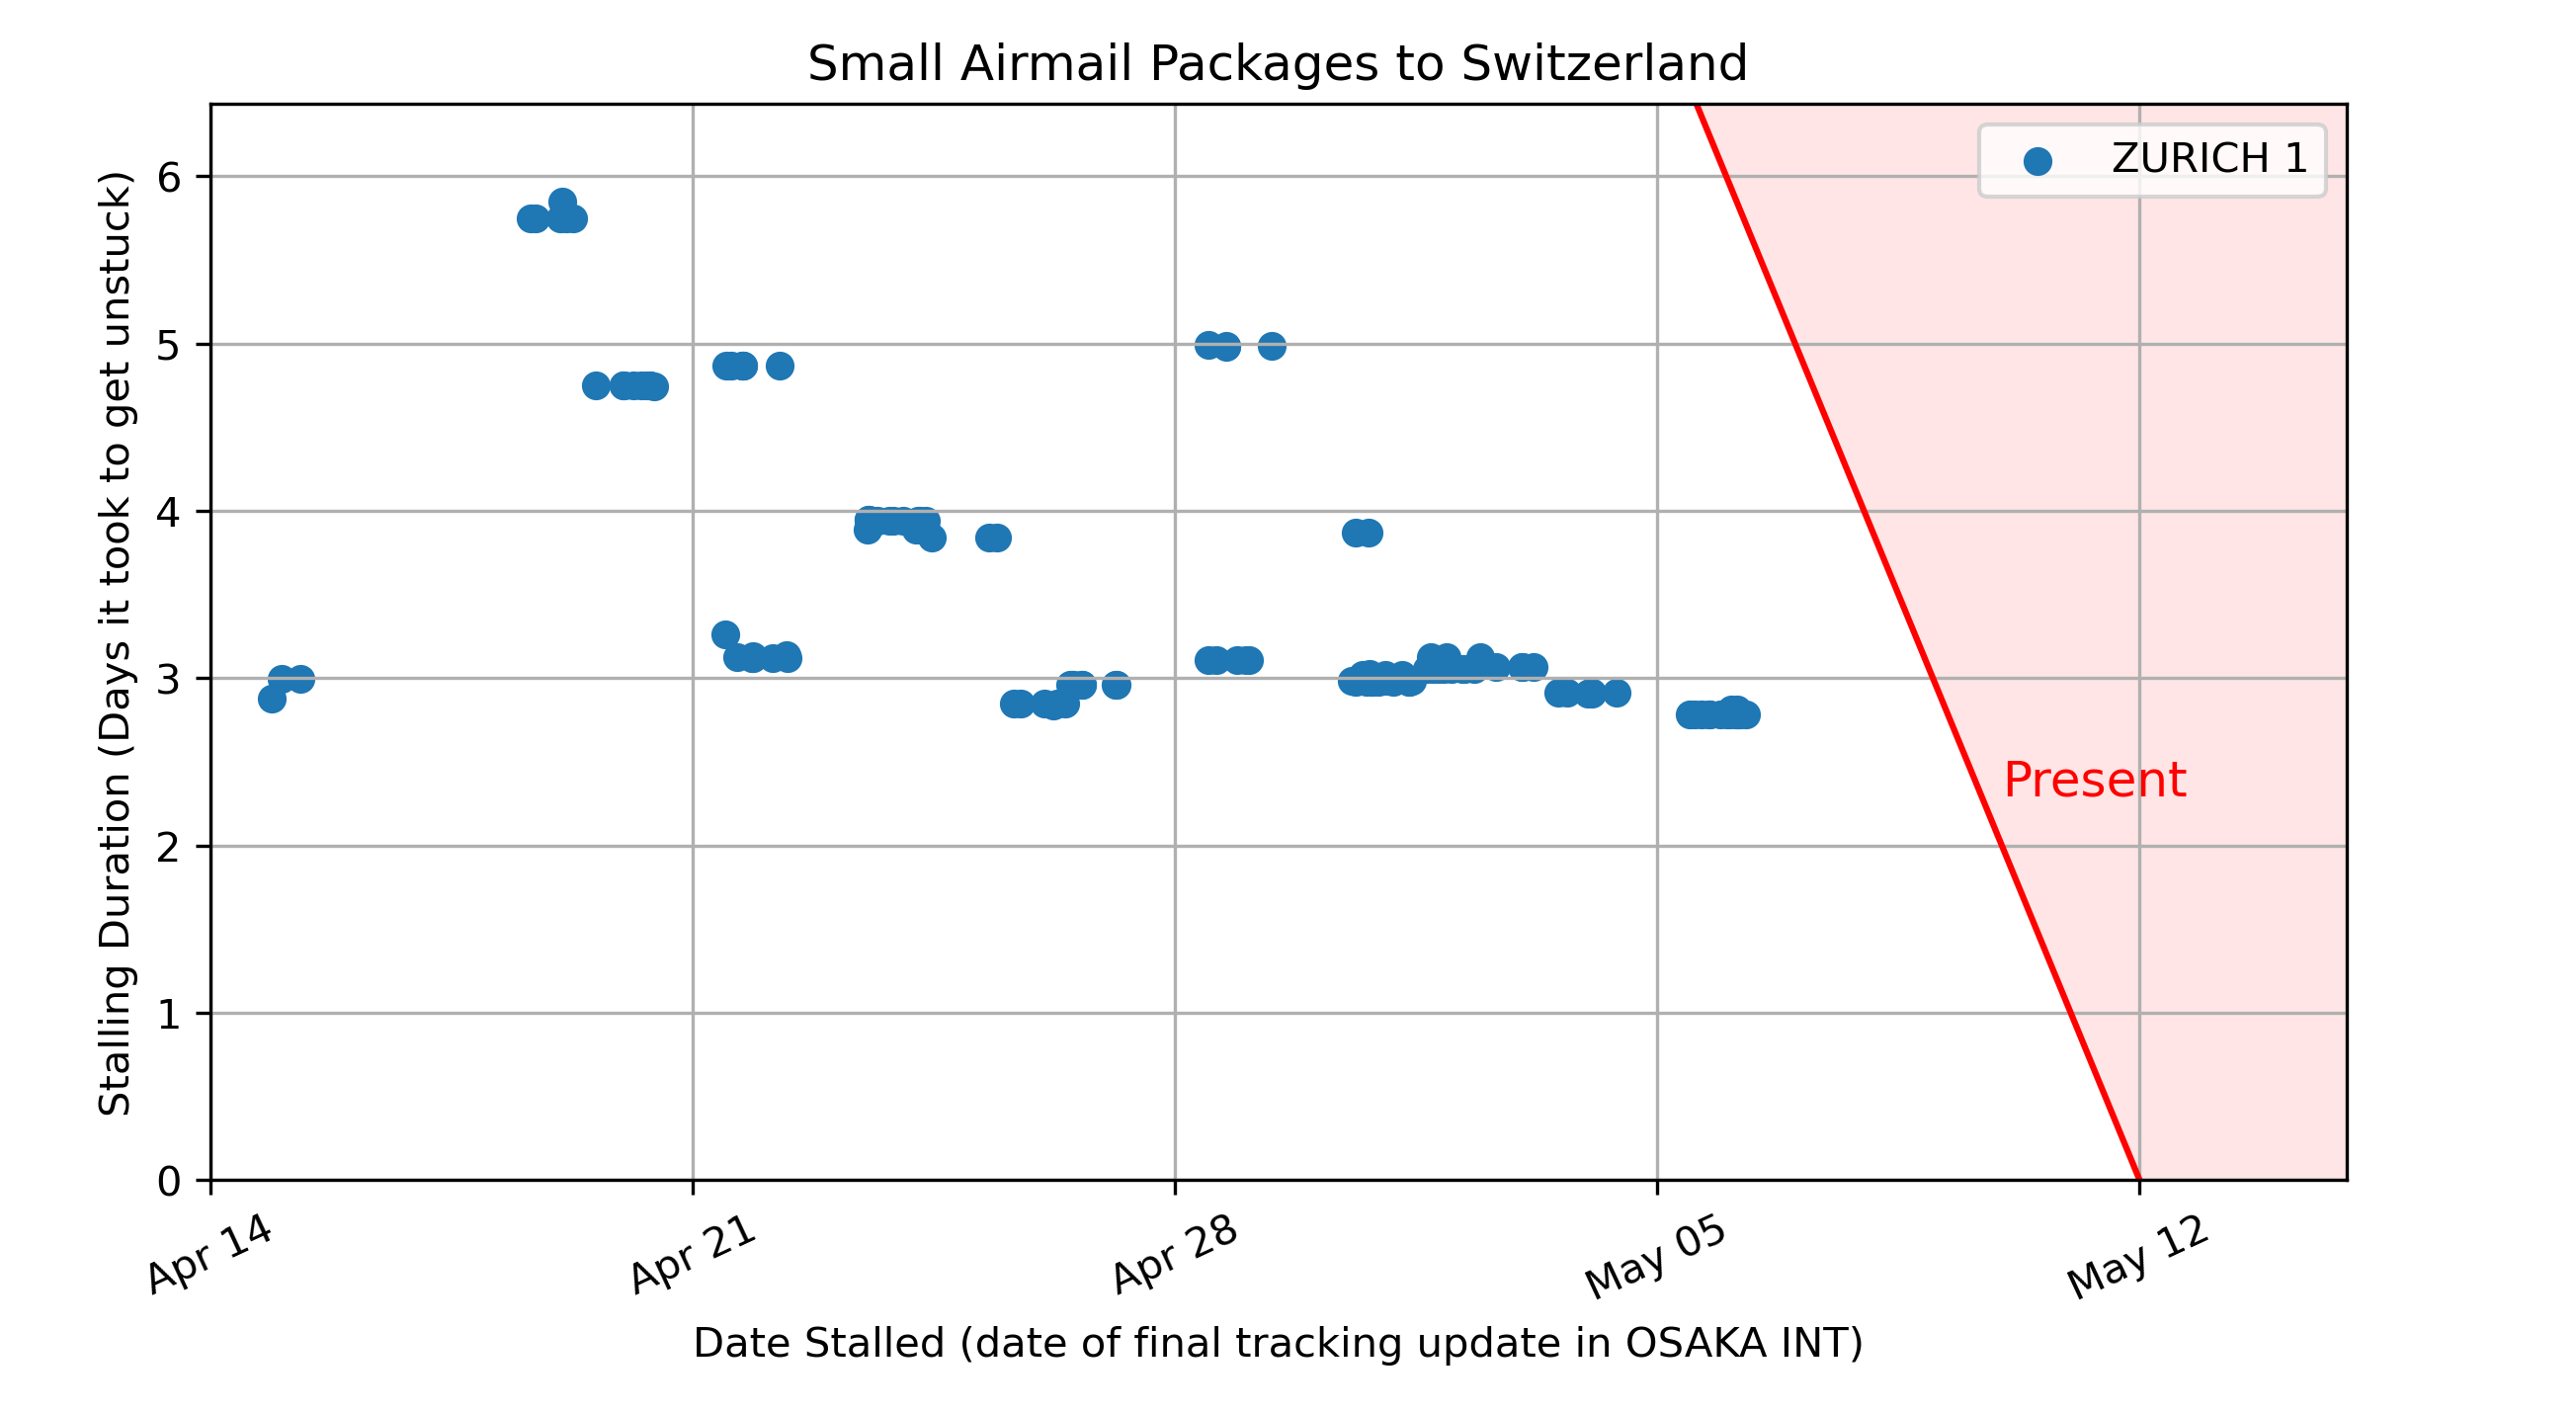 Small Airmail Packages to Switzerland
Stalling Duration (Days it took to get unstuck)
6
5
4
3
2
1
0
ZURICH 1
Present
Apr 14
Apr 21
Apr 28
May 05
May 12
Date Stalled (date of final tracking update in OSAKA INT)